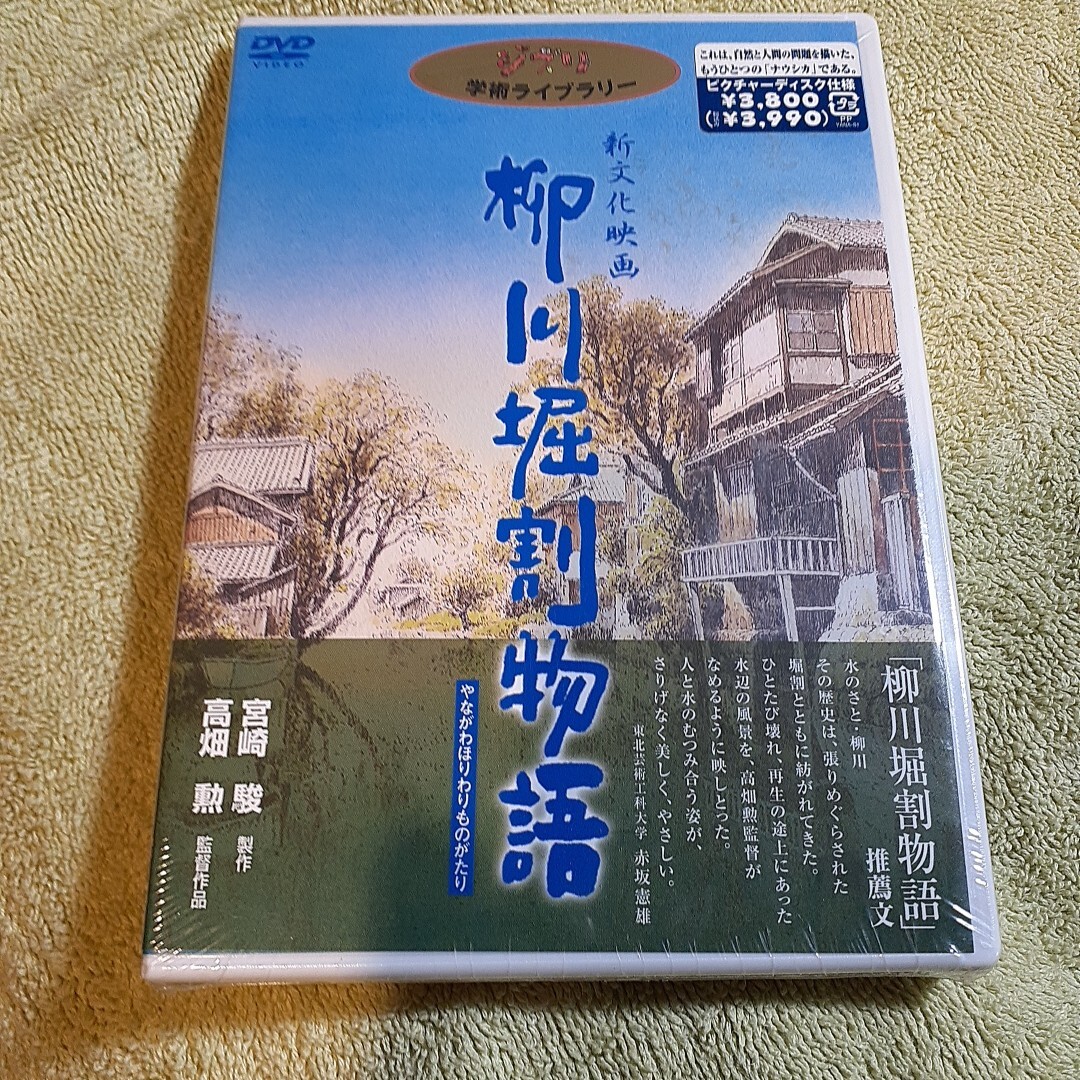 DVD
VIDEO
ジブリ
学術ライブラリー
これは、自然と人間の問題を描いた、
もうひとつの「ナウシカ」である。
ピクチャーディスク仕様
¥3,800
(税込¥3,990)
PP
新文化映画
柳川堀割物語
やながわほりわりものがたり
「柳川堀割物語」
推薦文
水のさと・柳川
その歴史は、張りめぐらされた
堀割とともに紡がれてきた。
ひとたび壊れ、再生の途上にあった
水辺の風景を、高畑勲監督が
なめるように映しとった。
人と水のむつみ合う姿が、
さりげなく美しく、やさしい。
東北芸術工科大学 赤坂憲雄
宮崎 駿 製作
高畑 勲 監督作品